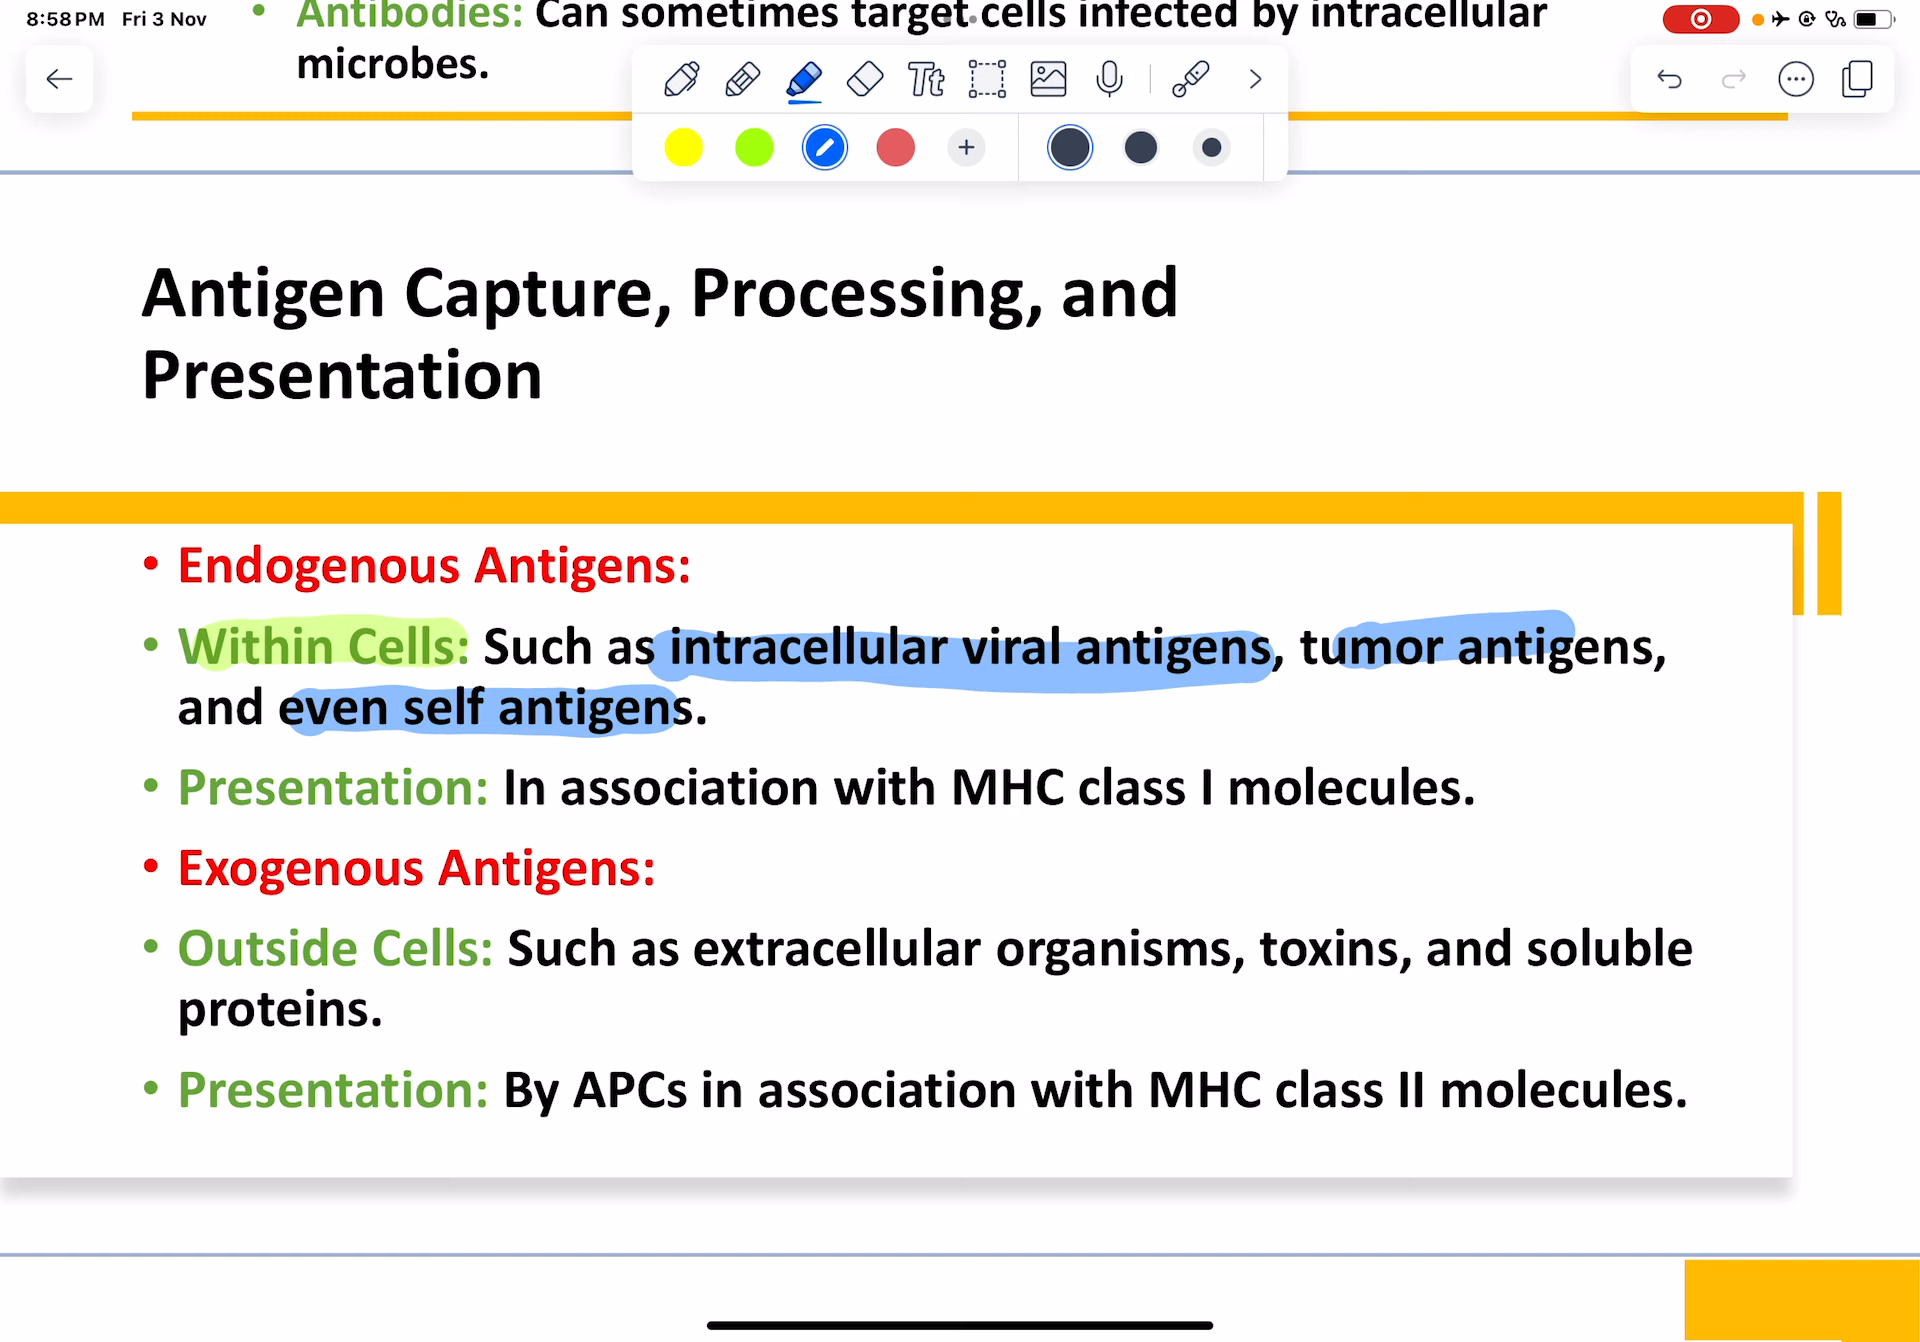 8:58 PM Fri 3 Nov
• Antibodies: Can sometimes target cells infected by intracellular
microbes.
Tt
Antigen Capture, Processing, and
Presentation
• Endogenous Antigens:
• Within Cells: Such as intracellular viral antigens, tumor antigens,
and even self antigens.
• Presentation: In association with MHC class I molecules.
• Exogenous Antigens:
• Outside Cells: Such as extracellular organisms, toxins, and soluble
proteins.
• Presentation: By APCs in association with MHC class II molecules.